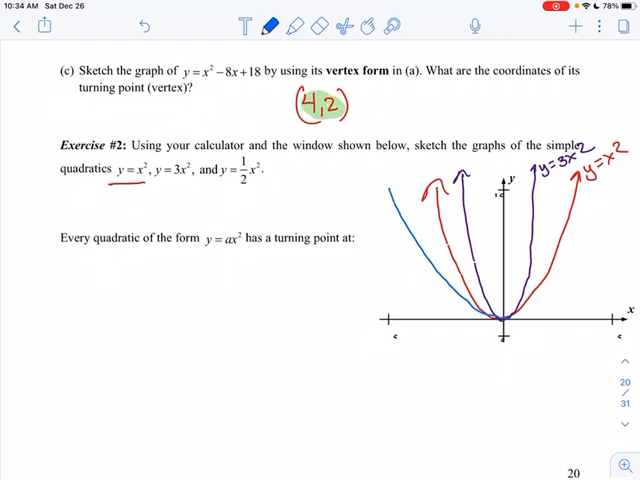 10:34 AM Sat Dec 26
78%
(c) Sketch the graph of y = x² − 8x + 18 by using its vertex form in (a). What are the coordinates of its
turning point (vertex)?
(4,2)
Exercise #2: Using your calculator and the window shown below, sketch the graphs of the simple
quadratics y = x², y = 3x², and y = 1/2 x².
y=3x²
y=x²
y
Every quadratic of the form y = ax² has a turning point at:
x
20
/
31
20